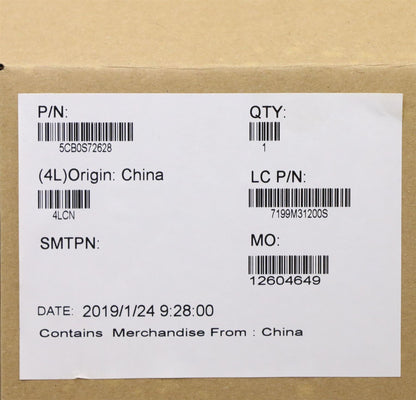 P/N: QTY:
5CB0S72628 1
(4L)Origin: China LC P/N:
4LCN 7199M31200S
SMTPN: MO:
12604649
DATE: 2019/1/24 9:28:00
Contains Merchandise From : China